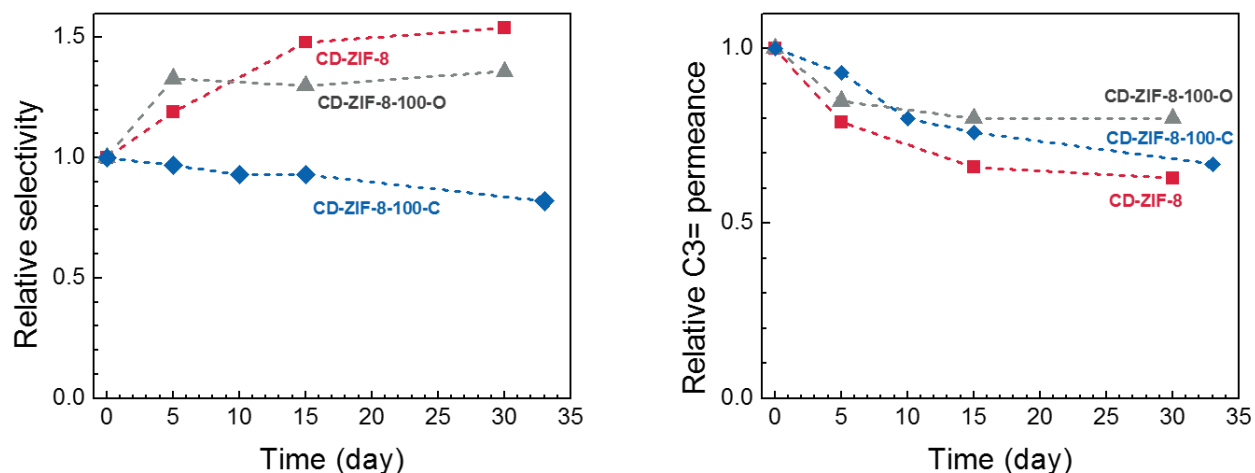 Relative selectivity
1.5
1.0
0.5
0.0
CD-ZIF-8
CD-ZIF-8-100-O
CD-ZIF-8-100-C
0 5 10 15 20 25 30 35
Time (day)
Relative C3= permeance
1.0
0.5
0.0
CD-ZIF-8-100-O
CD-ZIF-8-100-C
CD-ZIF-8
0 5 10 15 20 25 30 35
Time (day)